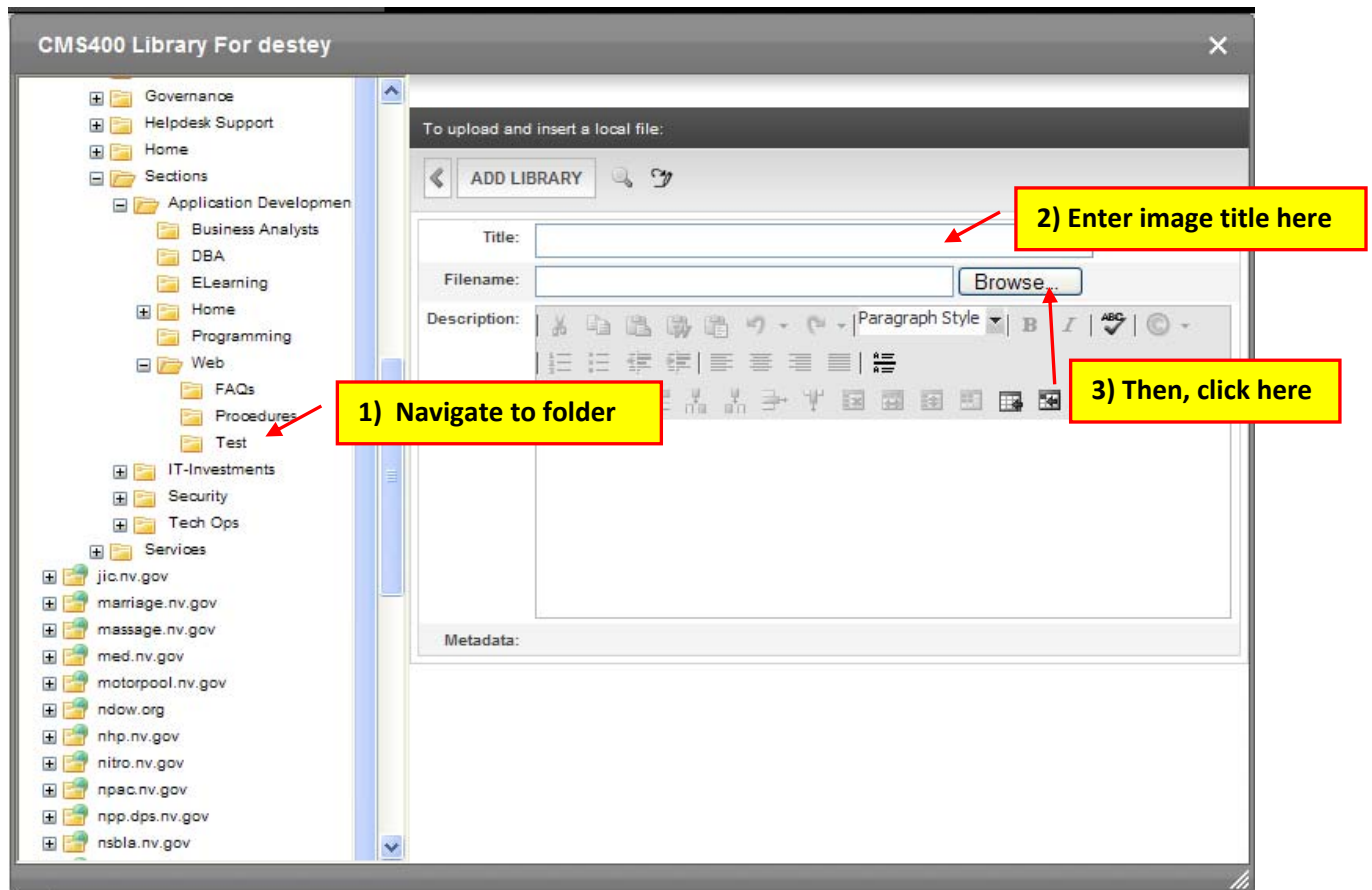 CMS400 Library For destey
Governance
Helpdesk Support
Home
Sections
Application Developmen
Business Analysts
DBA
ELearning
Home
Programming
Web
FAQs
Procedures
Test
IT-Investments
Security
Tech Ops
Services
jic.nv.gov
marriage.nv.gov
massage.nv.gov
med.nv.gov
motorpool.nv.gov
ndow.org
nhp.nv.gov
nitro.nv.gov
npac.nv.gov
npp.dps.nv.gov
nsbla.nv.gov
1) Navigate to folder
To upload and insert a local file:
ADD LIBRARY
2) Enter image title here
Title:
Filename:
Browse...
Description:
Paragraph Style
B I ABC
3) Then, click here
Metadata: